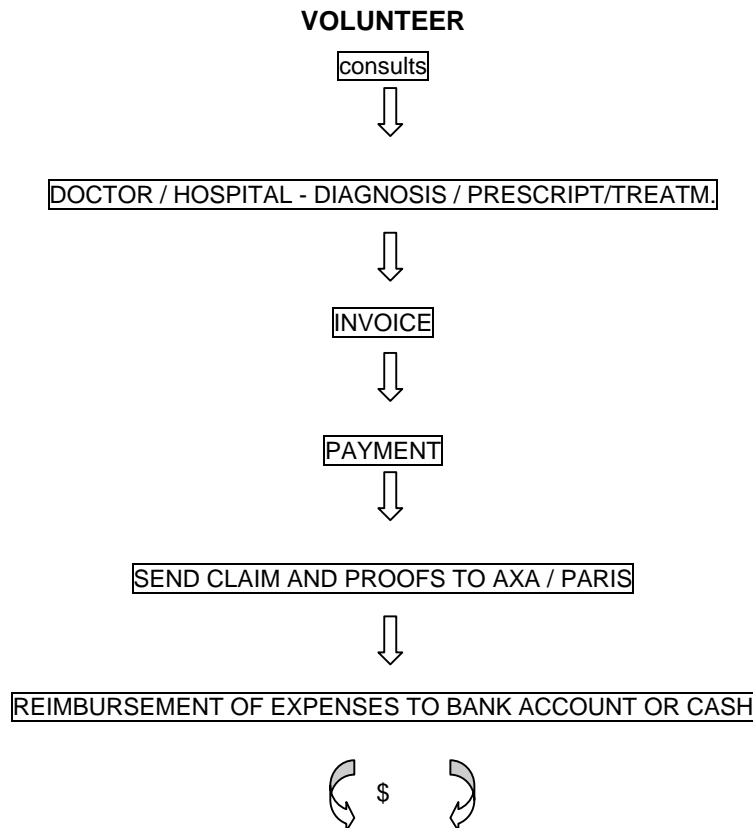 VOLUNTEER
consults
DOCTOR / HOSPITAL - DIAGNOSIS / PRESCRIPT/TREATM.
INVOICE
PAYMENT
SEND CLAIM AND PROOFS TO AXA / PARIS
REIMBURSEMENT OF EXPENSES TO BANK ACCOUNT OR CASH
$